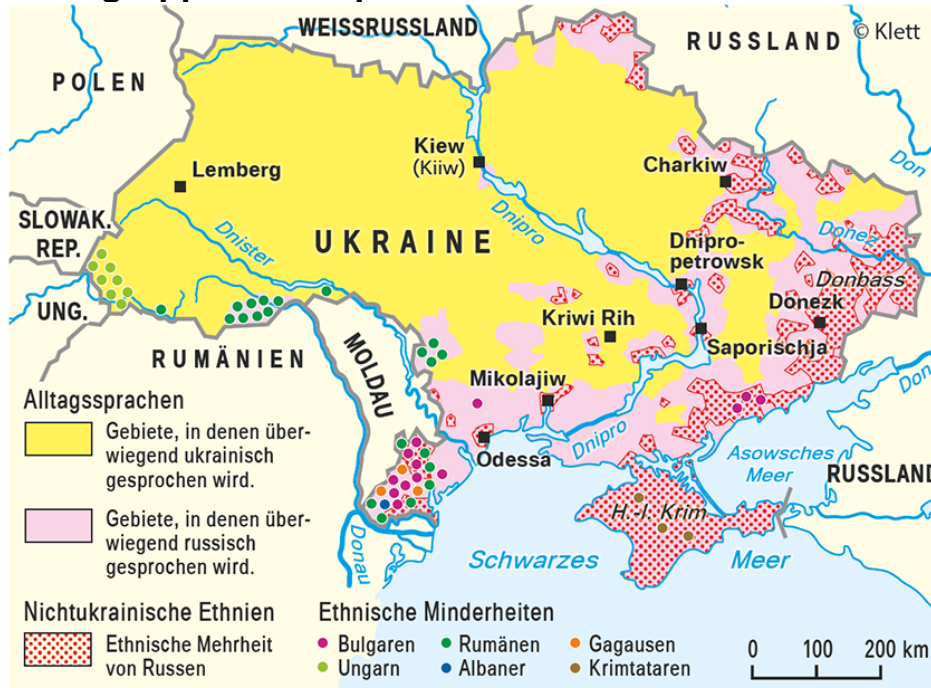 WEISSRUSSLAND
RUSSLAND
© Klett
POLEN
Kiew
(Kiiw)
Charkiw
Don
Lemberg
SLOWAK.
REP.
Dnister
UKRAINE
Dnipro
Dnipro-
petrowsk
Donez
Donbass
UNG.
Donezk
Kriwi Rih
Saporischja
RUMÄNIEN
MOLDAU
Mikolajiw
Odessa
Dnipro
Asowsches
Meer
RUSSLAND
H.-I. Krim
Donau
Schwarzes Meer
Alltagssprachen
Gebiete, in denen über-
wiegend ukrainisch
gesprochen wird.
Gebiete, in denen über-
wiegend russisch
gesprochen wird.
Nichtukrainische Ethnien
Ethnische Mehrheit
von Russen
Ethnische Minderheiten
Bulgaren
Rumänen
Gagausen
Ungarn
Albaner
Krimtataren
0 100 200 km